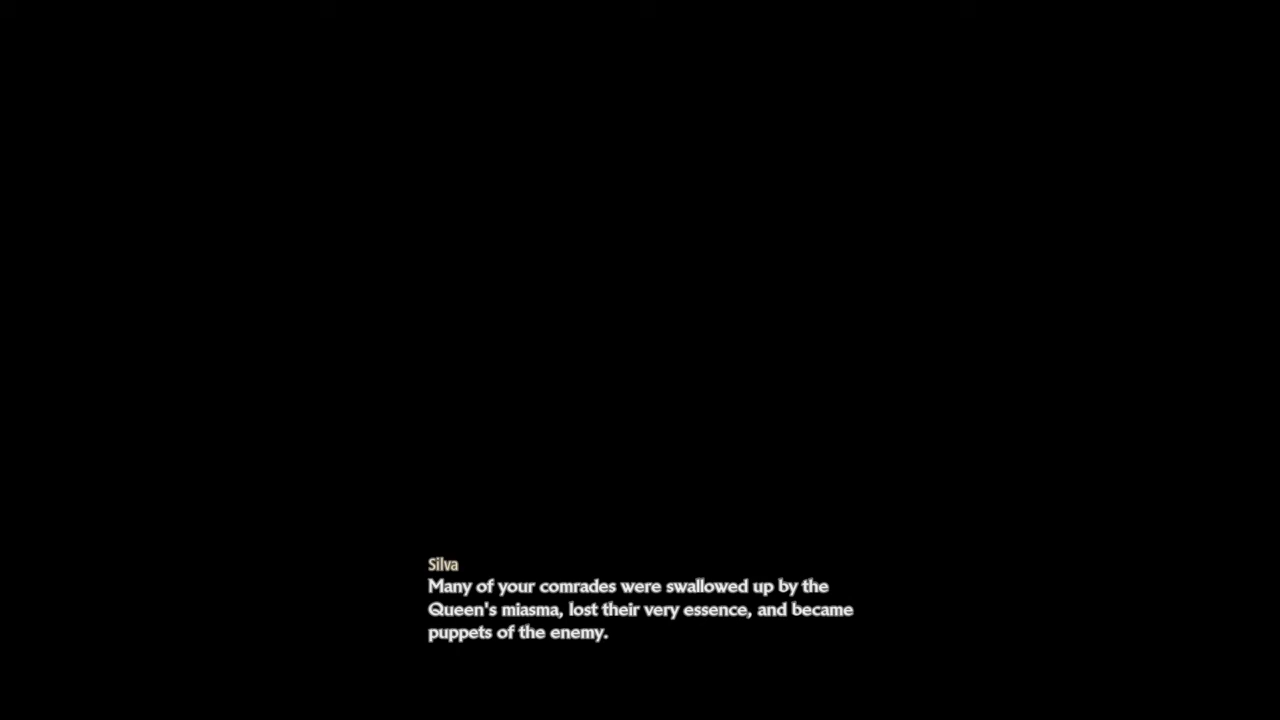 Silva
Many of your comrades were swallowed up by the
Queen's miasma, lost their very essence, and became
puppets of the enemy.